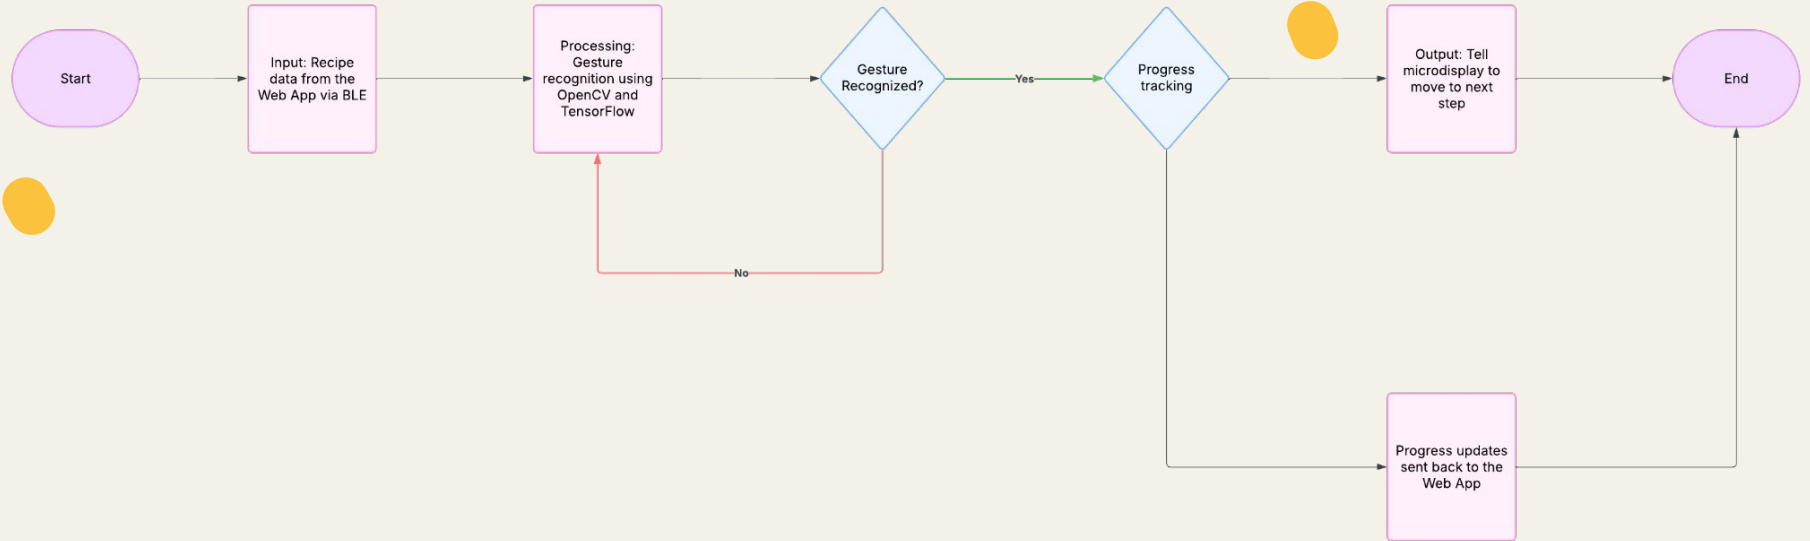 Start
Input: Recipe
data from the
Web App via BLE
Processing:
Gesture
recognition using
OpenCV and
TensorFlow
Gesture
Recognized?
Yes
No
Progress
tracking
Output: Tell
microdisplay to
move to next
step
End
Progress updates
sent back to the
Web App